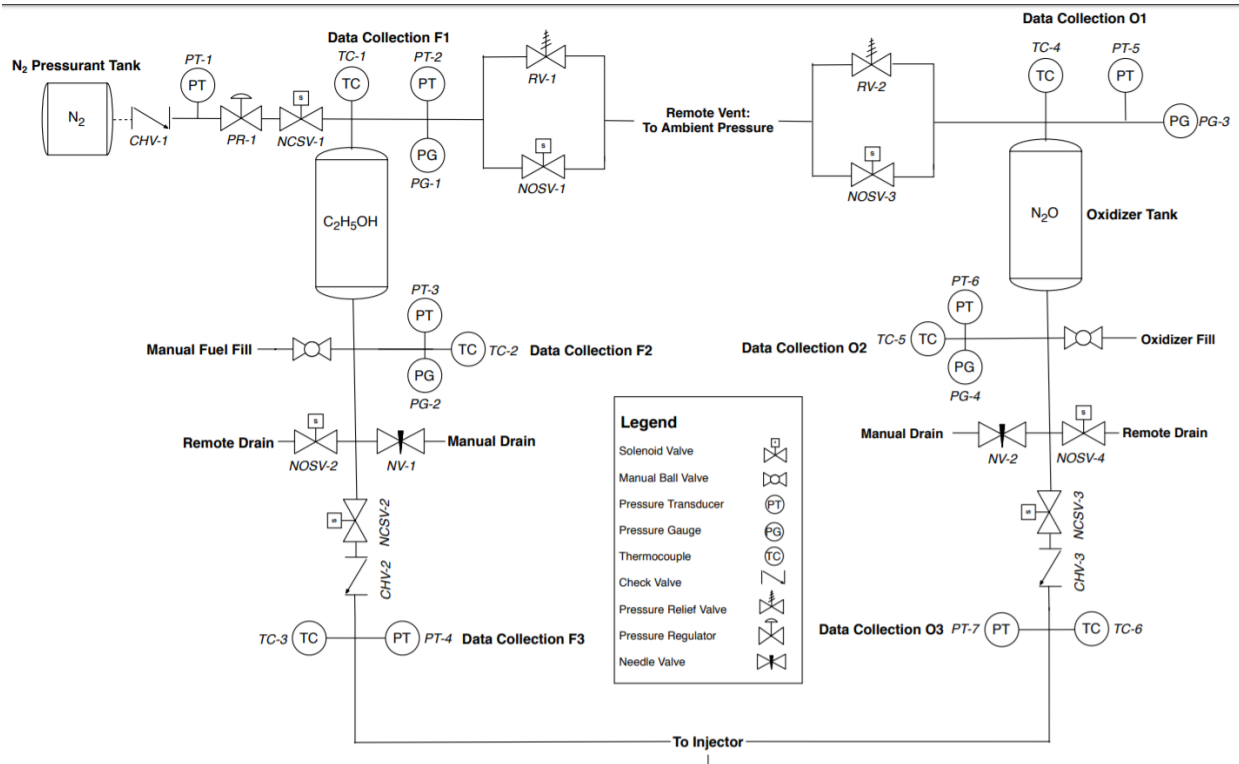 Data Collection F1
Data Collection O1
N₂ Pressurant Tank
PT-1
TC-1
PT-2
TC-4
PT-5
PT
TC
PT
RV-1
RV-2
TC
PT
N₂
Remote Vent:
To Ambient Pressure
CHV-1
PR-1
S
NCSV-1
PG
PG-1
S
NOSV-1
S
NOSV-3
PG
PG-3
C₂H₅OH
N₂O
Oxidizer Tank
PT-3
PT
PT-6
PT
Manual Fuel Fill
TC
TC-2
Data Collection F2
PG
PG-2
Data Collection O2
TC-5
TC
PG
PG-4
Oxidizer Fill
S
Remote Drain
Manual Drain
NOSV-2
NV-1
S
Manual Drain
Remote Drain
NV-2
NOSV-4
S
NCSV-2
CHV-2
S
NCSV-3
CHV-3
Legend
Solenoid Valve
Manual Ball Valve
Pressure Transducer
PT
Pressure Gauge
PG
Thermocouple
TC
Check Valve
Pressure Relief Valve
Pressure Regulator
Needle Valve
TC-3
TC
PT
PT-4
Data Collection F3
Data Collection O3
PT-7
PT
TC
TC-6
To Injector